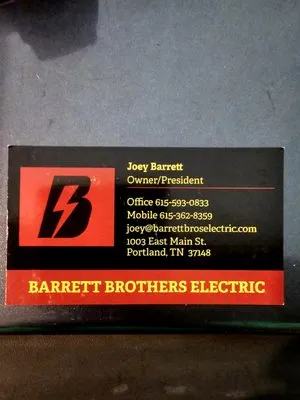 B
Joey Barrett
Owner/President
Office 615-593-0833
Mobile 615-362-8359
joey@barrettbroselectric.com
1003 East Main St.
Portland, TN 37148
BARRETT BROTHERS ELECTRIC